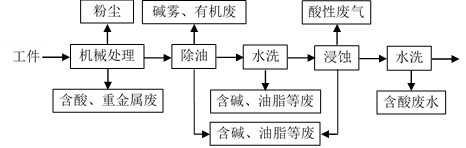 粉尘
碱雾、有机废
酸性废气
工件
机械处理
除油
水洗
浸蚀
水洗
含酸、重金属废
含碱、油脂等废
含酸废水
含碱、油脂等废